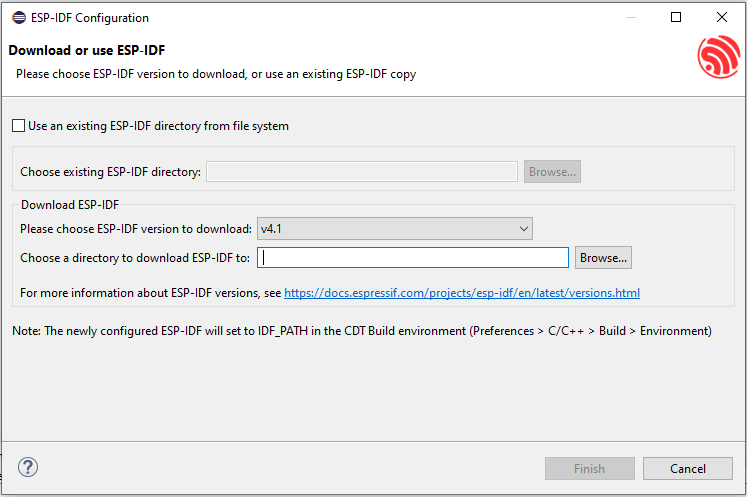 ESP-IDF Configuration
Download or use ESP-IDF
Please choose ESP-IDF version to download, or use an existing ESP-IDF copy
Use an existing ESP-IDF directory from file system
Choose existing ESP-IDF directory: Browse...
Download ESP-IDF
Please choose ESP-IDF version to download: v4.1
Choose a directory to download ESP-IDF to: Browse...
For more information about ESP-IDF versions, see https://docs.espressif.com/projects/esp-idf/en/latest/versions.html
Note: The newly configured ESP-IDF will set to IDF_PATH in the CDT Build environment (Preferences > C/C++ > Build > Environment)
? Finish Cancel